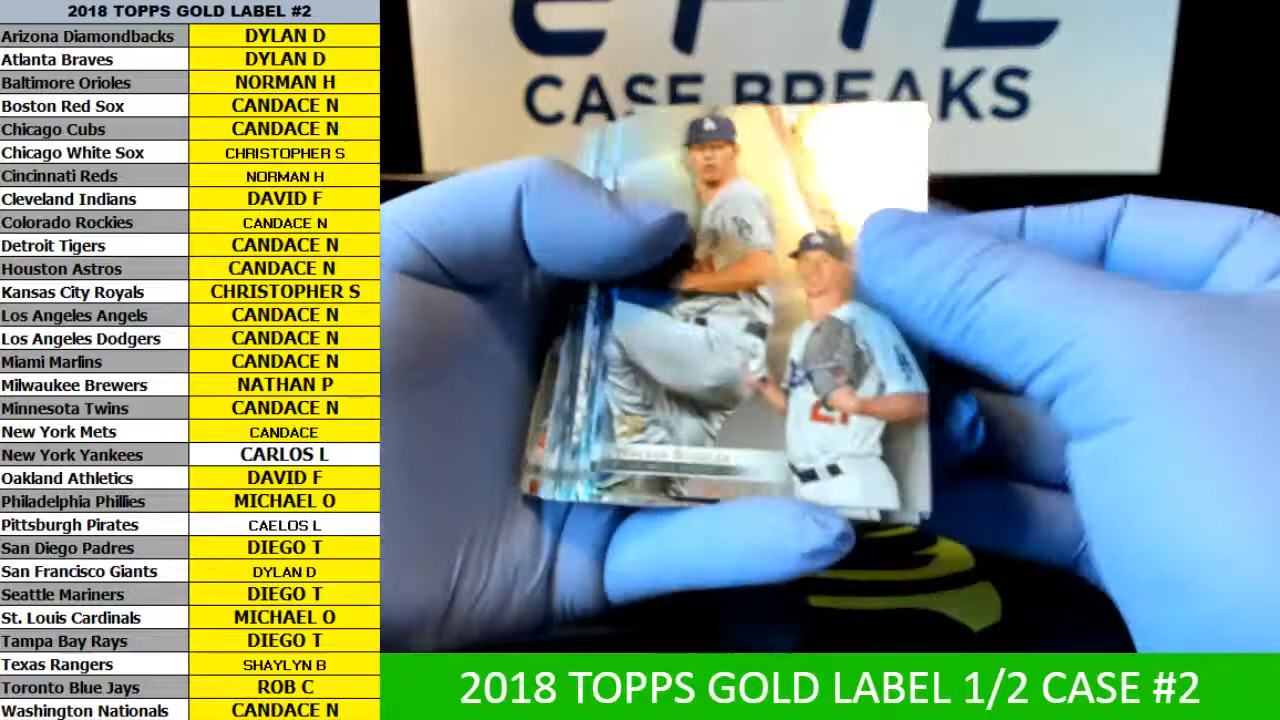 2018 TOPPS GOLD LABEL #2
Arizona Diamondbacks DYLAN D
Atlanta Braves DYLAN D
Baltimore Orioles NORMAN H
Boston Red Sox CANDACE N
Chicago Cubs CANDACE N
Chicago White Sox CHRISTOPHER S
Cincinnati Reds NORMAN H
Cleveland Indians DAVID F
Colorado Rockies CANDACE N
Detroit Tigers CANDACE N
Houston Astros CANDACE N
Kansas City Royals CHRISTOPHER S
Los Angeles Angels CANDACE N
Los Angeles Dodgers CANDACE N
Miami Marlins CANDACE N
Milwaukee Brewers NATHAN P
Minnesota Twins CANDACE N
New York Mets CANDACE
New York Yankees CARLOS L
Oakland Athletics DAVID F
Philadelphia Phillies MICHAEL O
Pittsburgh Pirates CAELOS L
San Diego Padres DIEGO T
San Francisco Giants DYLAN D
Seattle Mariners DIEGO T
St. Louis Cardinals MICHAEL O
Tampa Bay Rays DIEGO T
Texas Rangers SHAYLYN B
Toronto Blue Jays ROB C
Washington Nationals CANDACE N
CASE BREAKS
2018 TOPPS GOLD LABEL 1/2 CASE #2